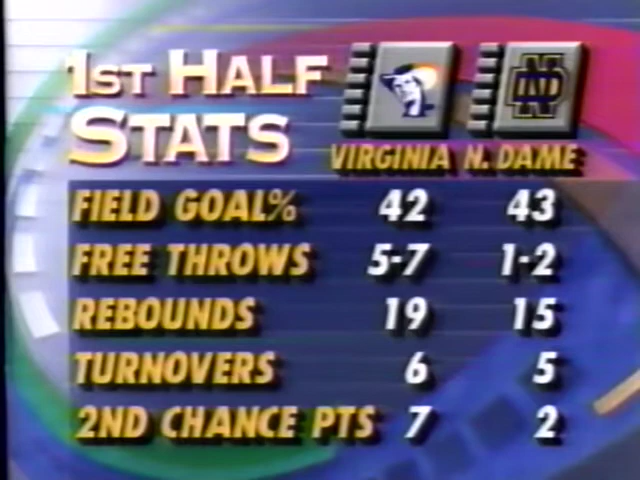 1ST HALF
STATS
VIRGINIA N. DAME
FIELD GOAL% 42 43
FREE THROWS 5-7 1-2
REBOUNDS 19 15
TURNOVERS 6 5
2ND CHANCE PTS 7 2